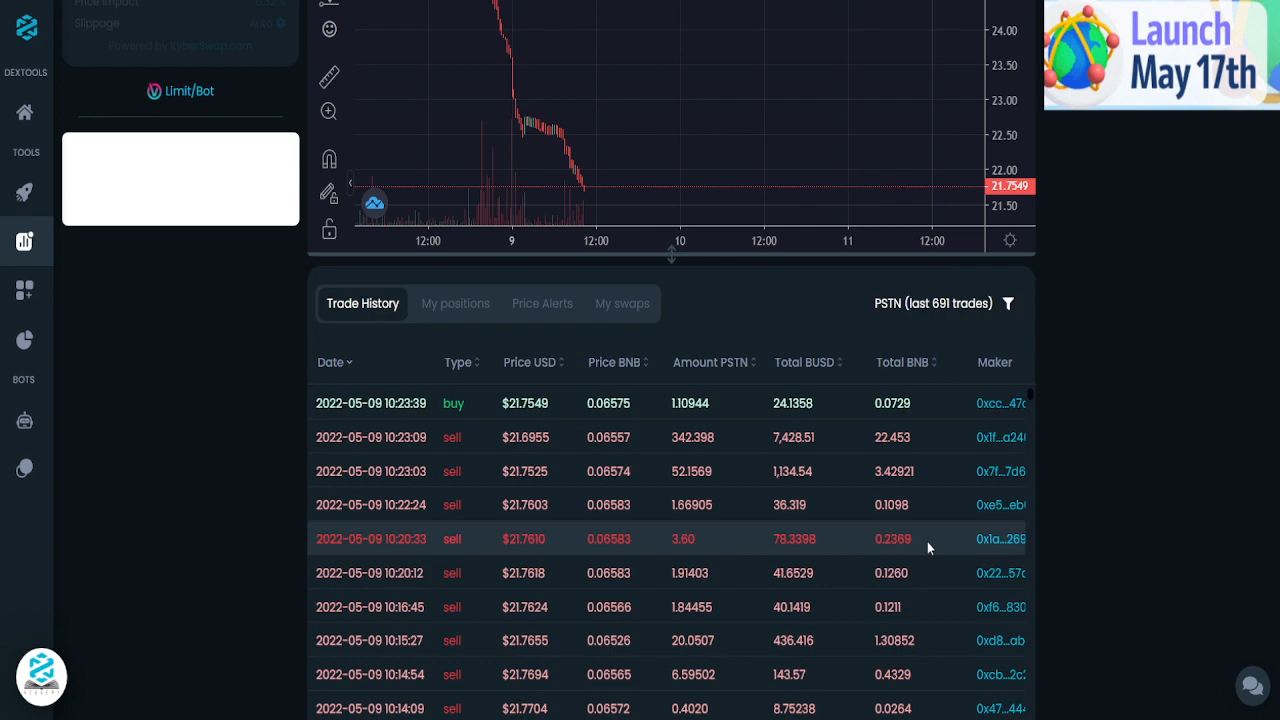 Price Impact
11.52 %
Slippage
Auto
Powered by kyberswap.com
DEXTOOLS
Limit/Bot
TOOLS
BOTS
24.00
23.50
23.00
22.50
22.00
21.7549
21.50
12:00 9 12:00 10 12:00 11 12:00
Launch
May 17th
Trade History My positions Price Alerts My swaps PSTN (last 691 trades)
Date Type Price USD Price BNB Amount PSTN Total BUSD Total BNB Maker
2022-05-09 10:23:39 buy $21.7549 0.06575 1.10944 24.1358 0.0729 0xcc...47c
2022-05-09 10:23:09 sell $21.6955 0.06557 342.398 7,428.51 22.453 0x1f...a24
2022-05-09 10:23:03 sell $21.7525 0.06574 52.1569 1,134.54 3.42921 0x7f...7d6
2022-05-09 10:22:24 sell $21.7603 0.06583 1.66905 36.319 0.1098 0xe5...eb
2022-05-09 10:20:33 sell $21.7610 0.06583 3.60 78.3398 0.2369 0x1a...269
2022-05-09 10:20:12 sell $21.7618 0.06583 1.91403 41.6529 0.1260 0x22...57
2022-05-09 10:16:45 sell $21.7624 0.06566 1.84455 40.1419 0.1211 0xf6...830
2022-05-09 10:15:27 sell $21.7655 0.06526 20.0507 436.416 1.30852 0xd8...ab
2022-05-09 10:14:54 sell $21.7694 0.06565 6.59502 143.57 0.4329 0xcb...2c
2022-05-09 10:14:09 sell $21.7704 0.06572 0.4020 8.75238 0.0264 0x47...444
ACADEMY